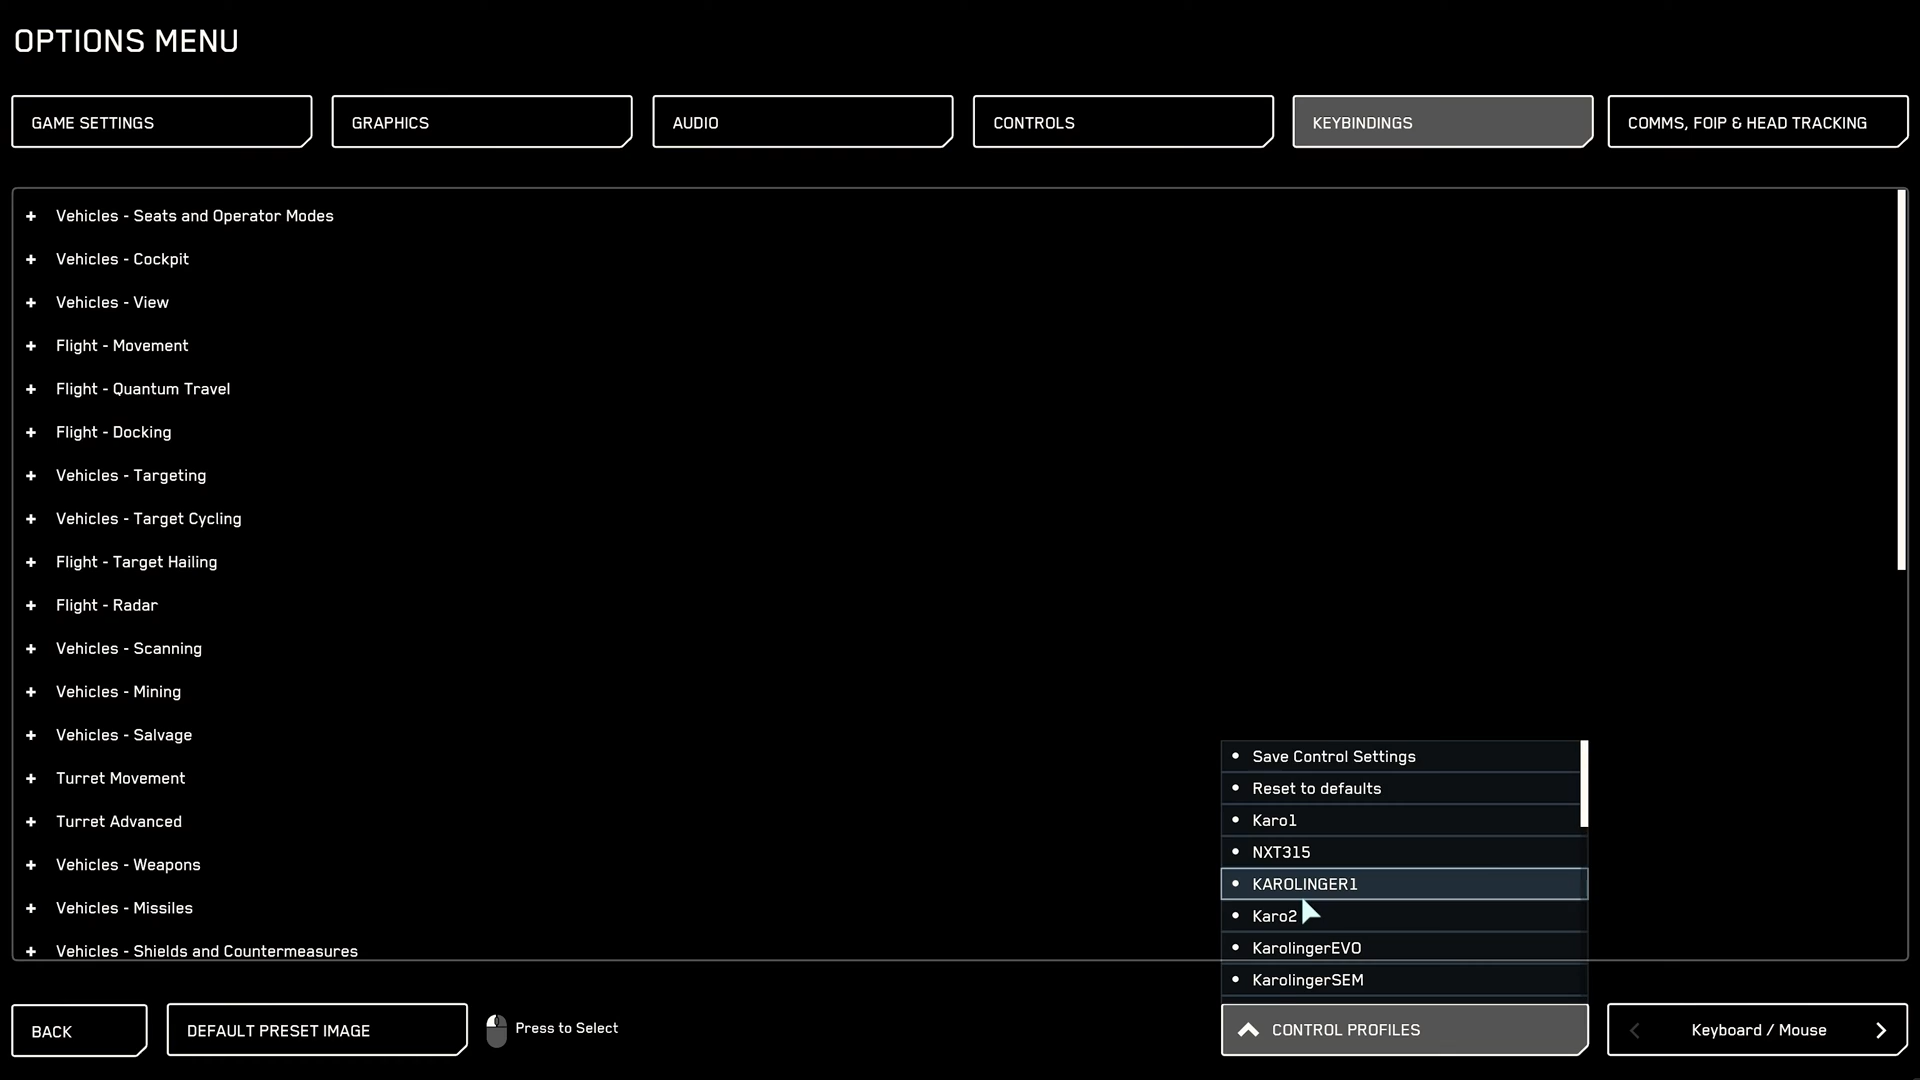 OPTIONS MENU
GAME SETTINGS
GRAPHICS
AUDIO
CONTROLS
KEYBINDINGS
COMMS, FOIP & HEAD TRACKING
+ Vehicles - Seats and Operator Modes
+ Vehicles - Cockpit
+ Vehicles - View
+ Flight - Movement
+ Flight - Quantum Travel
+ Flight - Docking
+ Vehicles - Targeting
+ Vehicles - Target Cycling
+ Flight - Target Hailing
+ Flight - Radar
+ Vehicles - Scanning
+ Vehicles - Mining
+ Vehicles - Salvage
+ Turret Movement
+ Turret Advanced
+ Vehicles - Weapons
+ Vehicles - Missiles
+ Vehicles - Shields and Countermeasures
• Save Control Settings
• Reset to defaults
• Karo1
• NXT315
• KAROLINGER1
• Karo2
• KarolingerEVO
• KarolingerSEM
BACK
DEFAULT PRESET IMAGE
Press to Select
CONTROL PROFILES
Keyboard / Mouse